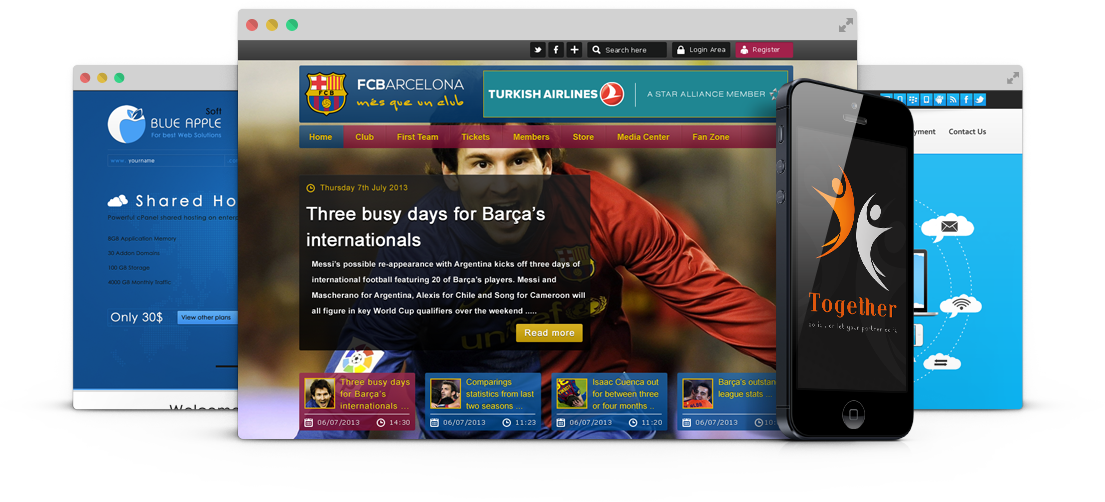 Search here
Login Area
Register
FCBARCELONA
més que un club
FCB
TURKISH AIRLINES
A STAR ALLIANCE MEMBER
Home
Club
First Team
Tickets
Members
Store
Media Center
Fan Zone
Thursday 7th July 2013
Three busy days for Barça's
internationals
Messi's possible re-appearance with Argentina kicks off three days of
international football featuring 20 of Barça's players. Messi and
Mascherano for Argentina, Alexis for Chile and Song for Cameroon will
all figure in key World Cup qualifiers over the weekend .....
Read more
unicef
Three busy days
for Barça's
internationals ...
06/07/2013
14:30
Comparings
statistics from last
two seasons ...
06/07/2013
11:23
Isaac Cuenca out
for between three
or four months ..
06/07/2013
11:20
Barça's outstan
league stats ...
06/07/2013
10:
Soft
BLUE APPLE
For best Web Solutions
www. yourname
Shared Ho
Powerful cPanel shared hosting on enter
8GB Application Memory
30 Addon Domains
100 GB Storage
4000 GB Monthly Traffic
Only 30$
View other plans
Welcome
yment
Contact Us
Together